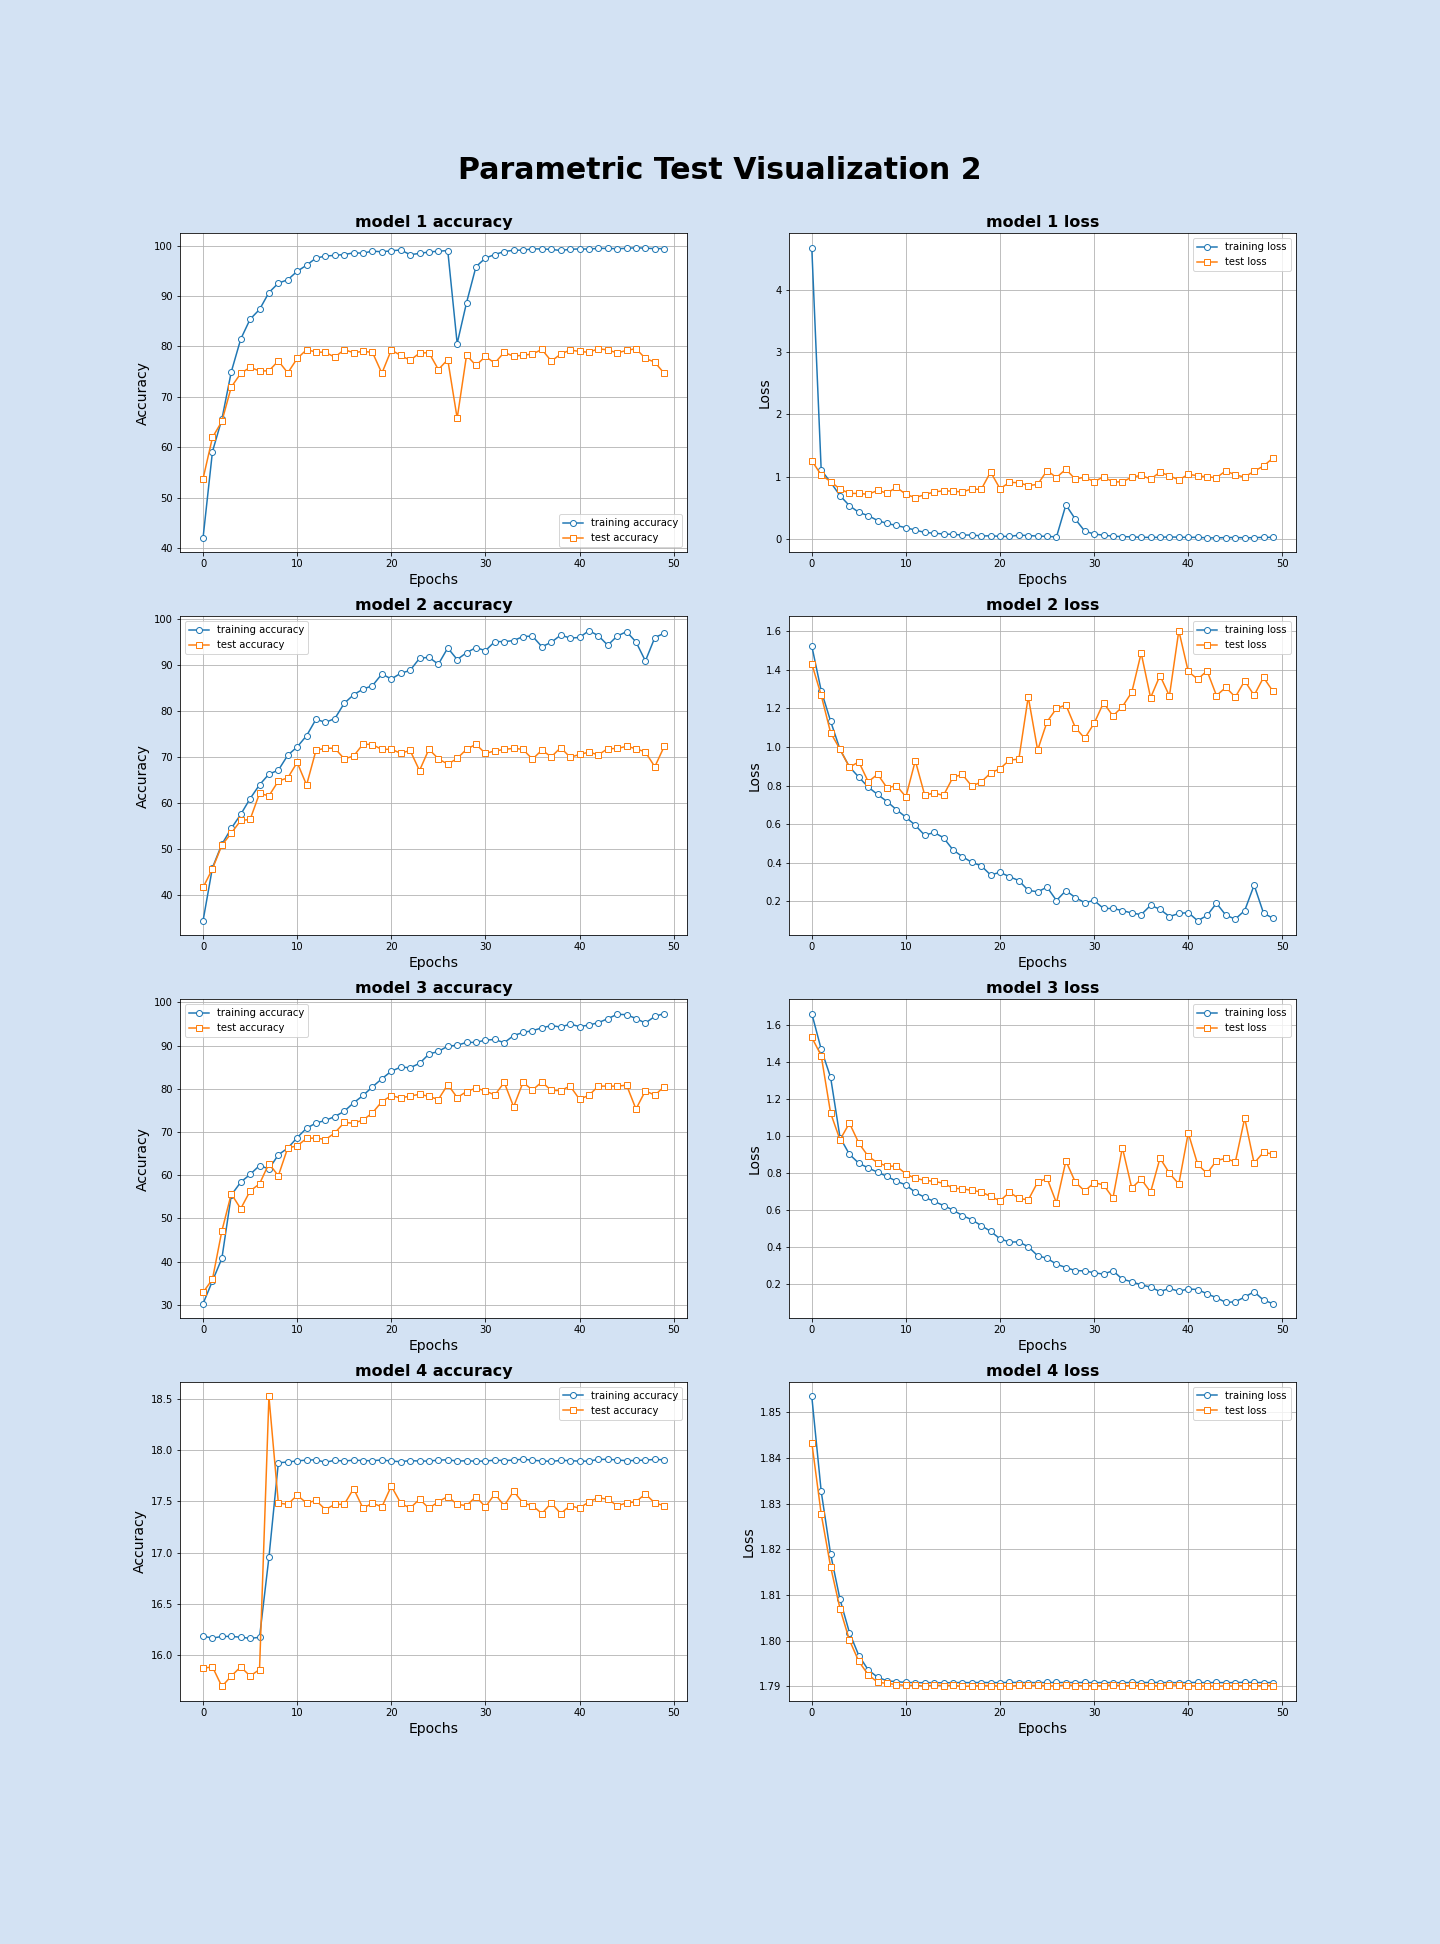 Parametric Test Visualization 2
model 1 accuracy
100
90
80
70
60
50
40
Accuracy
training accuracy
test accuracy
0 10 20 30 40 50
Epochs
model 1 loss
4
3
2
1
0
Loss
training loss
test loss
0 10 20 30 40 50
Epochs
model 2 accuracy
100
90
80
70
60
50
40
Accuracy
training accuracy
test accuracy
0 10 20 30 40 50
Epochs
model 2 loss
1.6
1.4
1.2
1.0
0.8
0.6
0.4
0.2
Loss
training loss
test loss
0 10 20 30 40 50
Epochs
model 3 accuracy
100
90
80
70
60
50
40
30
Accuracy
training accuracy
test accuracy
0 10 20 30 40 50
Epochs
model 3 loss
1.6
1.4
1.2
1.0
0.8
0.6
0.4
0.2
Loss
training loss
test loss
0 10 20 30 40 50
Epochs
model 4 accuracy
18.5
18.0
17.5
17.0
16.5
16.0
Accuracy
training accuracy
test accuracy
0 10 20 30 40 50
Epochs
model 4 loss
1.85
1.84
1.83
1.82
1.81
1.80
1.79
Loss
training loss
test loss
0 10 20 30 40 50
Epochs